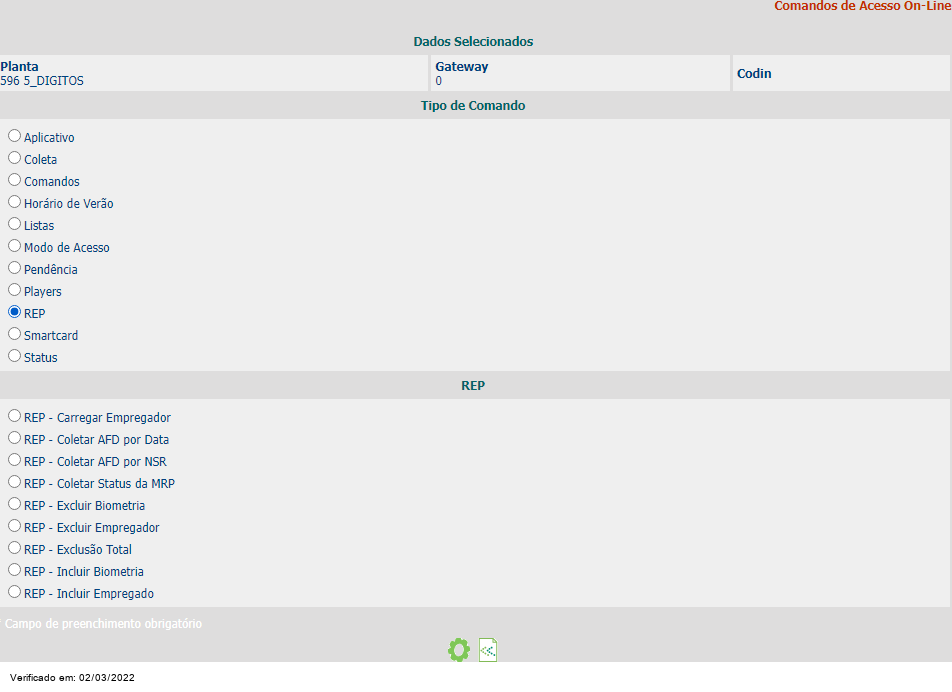 Comandos de Acesso On-Line
Dados Selecionados
Planta
596 5_DIGITOS
Gateway
0
Codin
Tipo de Comando
Aplicativo
Coleta
Comandos
Horário de Verão
Listas
Modo de Acesso
Pendência
Players
REP
Smartcard
Status
REP
REP - Carregar Empregador
REP - Coletar AFD por Data
REP - Coletar AFD por NSR
REP - Coletar Status da MRP
REP - Excluir Biometria
REP - Excluir Empregador
REP - Exclusão Total
REP - Incluir Biometria
REP - Incluir Empregado
* Campo de preenchimento obrigatório
Verificado em: 02/03/2022